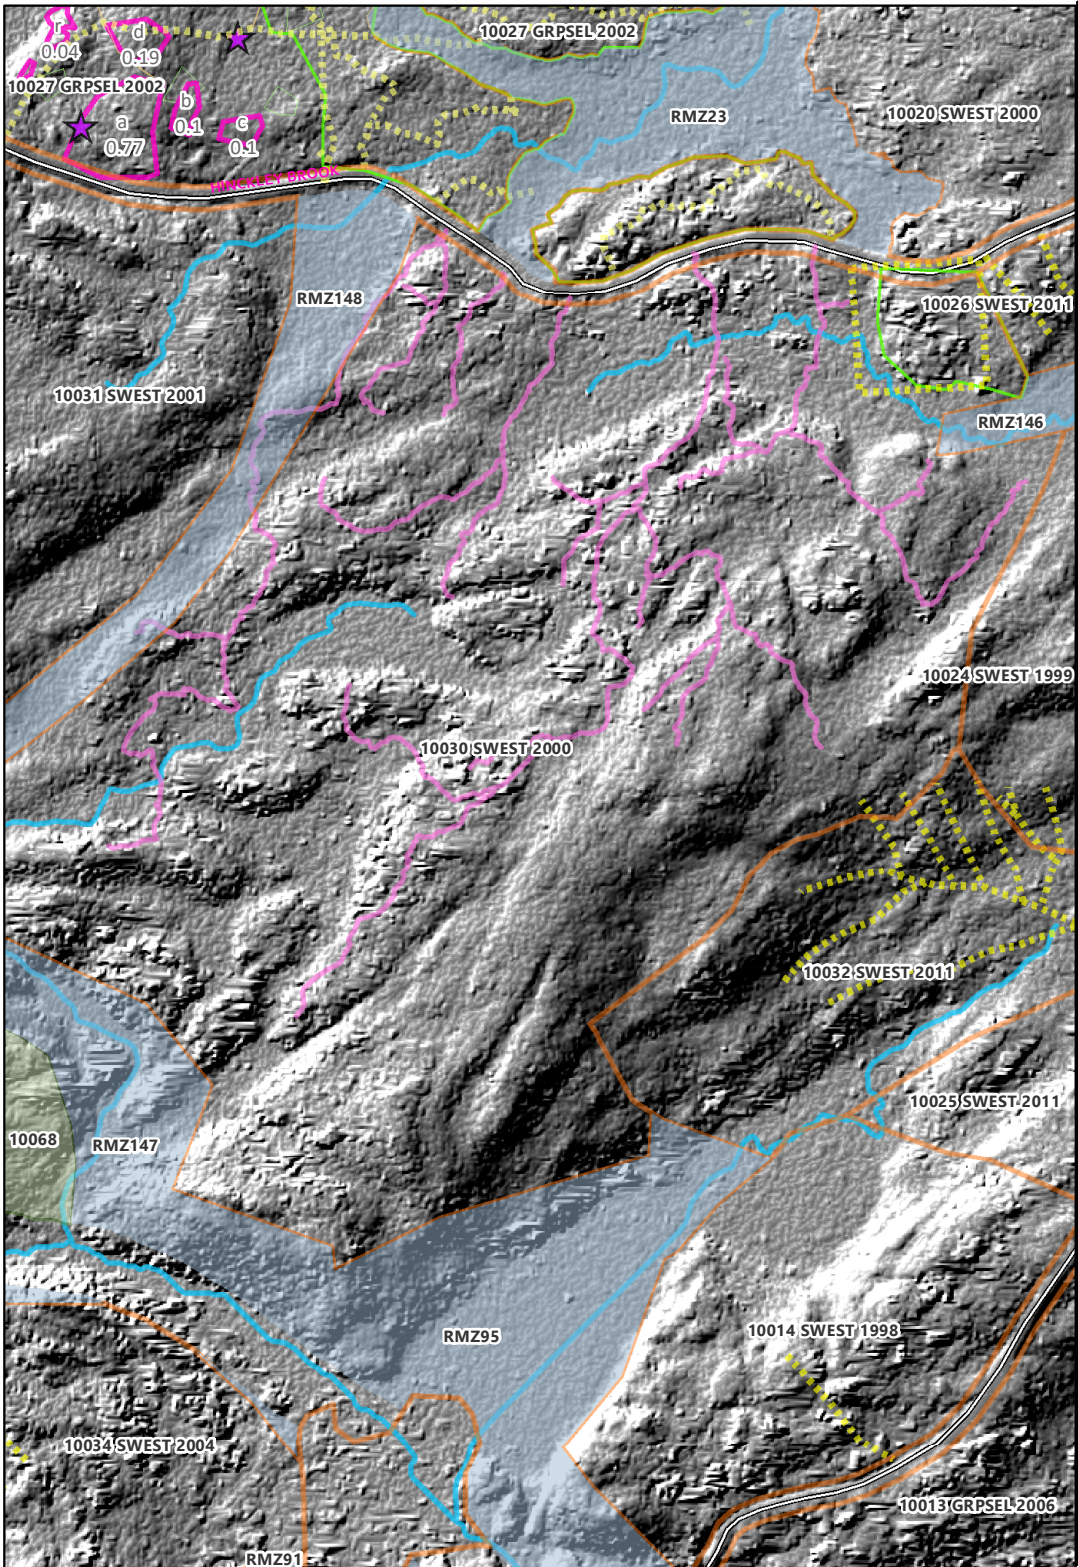 10027 GRPSEL 2002
r
d
0.04
0.19
10027 GRPSEL 2002
b
a
0.1
c
0.77
0.1
RMZ23
10020 SWEST 2000
HINCKLEY BROOK
RMZ148
10026 SWEST 2011
10031 SWEST 2001
RMZ146
10024 SWEST 1999
10030 SWEST 2000
10032 SWEST 2011
10025 SWEST 2011
10068
RMZ147
RMZ95
10014 SWEST 1998
10034 SWEST 2004
10013 GRPSEL 2006
RMZ91